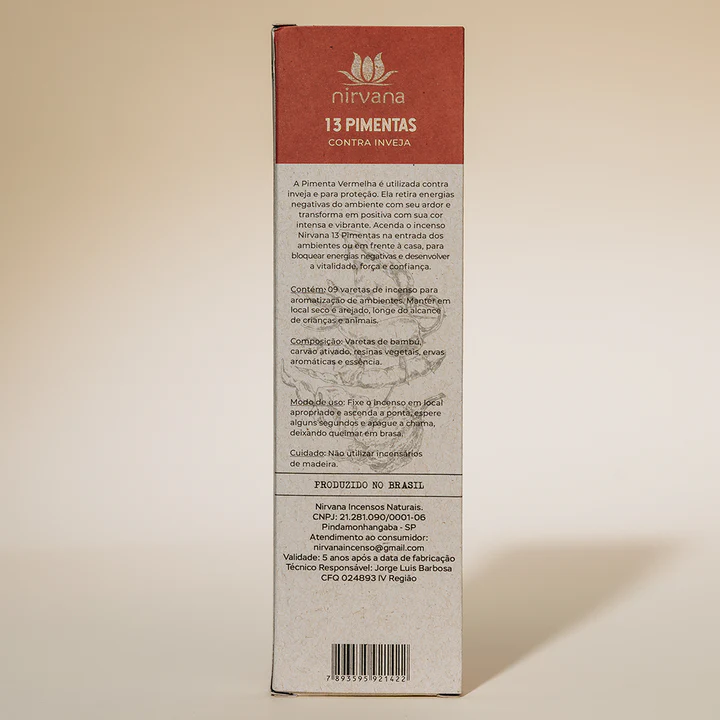 nirvana
13 PIMENTAS
CONTRA INVEJA
A Pimenta Vermelha é utilizada contra
inveja e para proteção. Ela retira energias
negativas do ambiente com seu ardor e
transforma em positiva com sua cor
intensa e vibrante. Acenda o incenso
Nirvana 13 Pimentas na entrada dos
ambientes ou em frente à casa, para
bloquear energias negativas e desenvolver
a vitalidade, força e confiança.
Contém: 09 varetas de incenso para
aromatização de ambientes. Manter em
local seco é arejado, longe do alcance
de crianças e animais.
Composição: Varetas de bambú,
carvão ativado, resinas vegetais, ervas
aromáticas e essência.
Modo de uso: Fixe o incenso em local
apropriado e ascenda a ponta, espere
alguns segundos e apague a chama,
deixando queimar em brasa.
Cuidado: Não utilizar incensários
de madeira.
PRODUZIDO NO BRASIL
Nirvana Incensos Naturais.
CNPJ: 21.281.090/0001-06
Pindamonhangaba - SP
Atendimento ao consumidor:
nirvanaincenso@gmail.com
Validade: 5 anos após a data de fabricação
Técnico Responsável: Jorge Luis Barbosa
CFQ 024893 IV Região
7 893595 921422